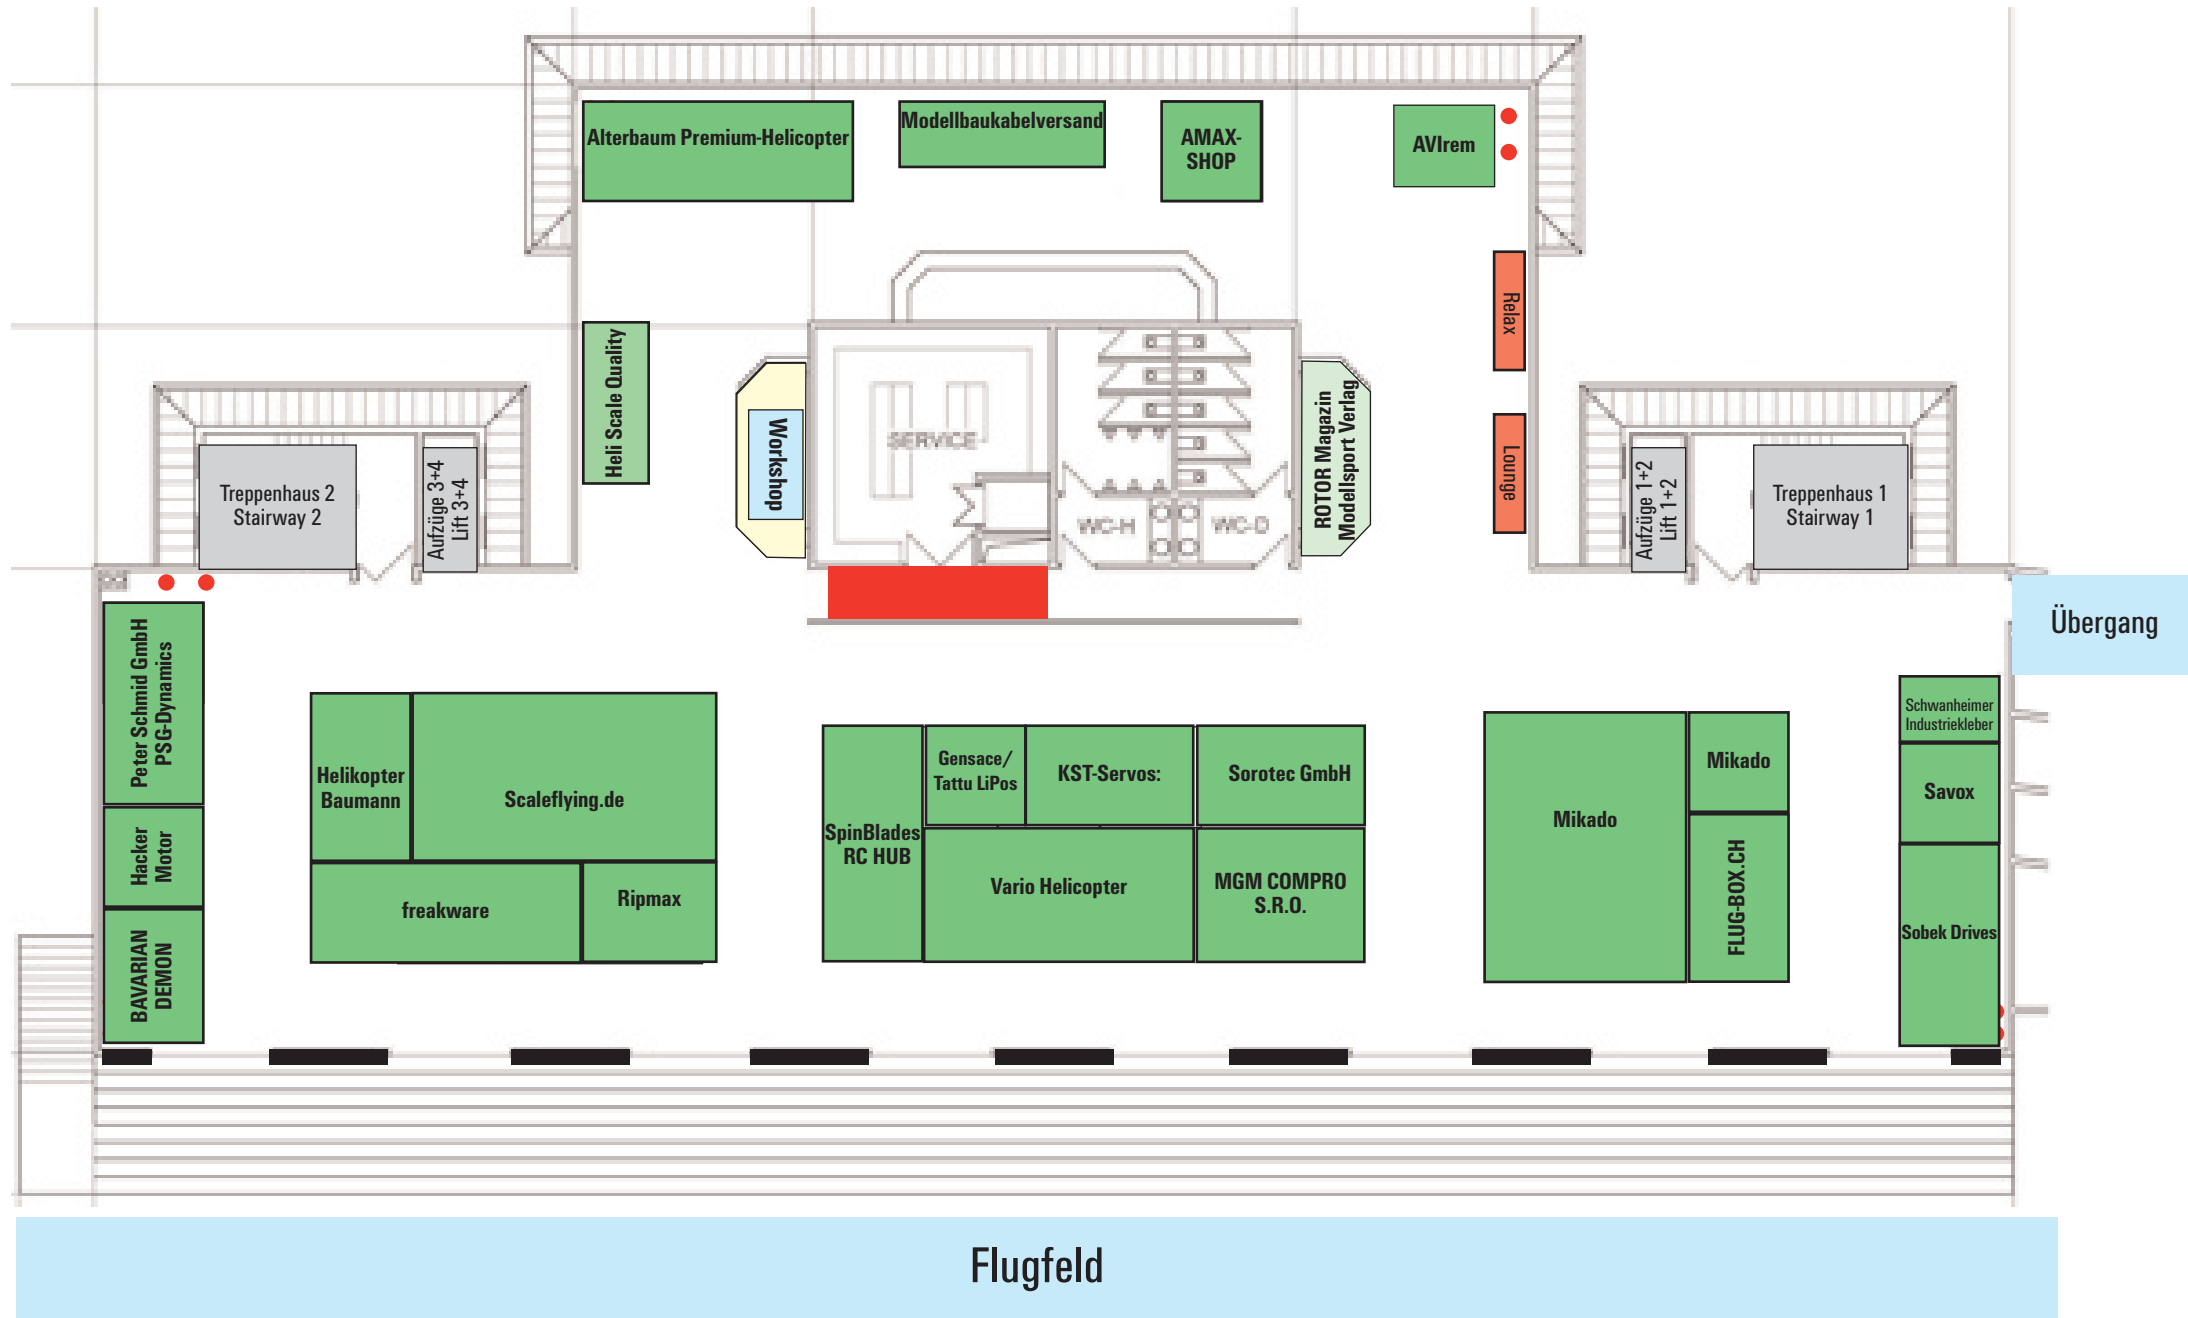 Alterbaum Premium-Helicopter
Modellbaukabelversand
AMAX-
SHOP
AVIrem
Relax
Lounge
Heli Scale Quality
Workshop
SERVICE
WC-H
WC-D
ROTOR Magazin
Modellsport Verlag
Treppenhaus 2
Stairway 2
Aufzüge 3+4
Lift 3+4
Aufzüge 1+2
Lift 1+2
Treppenhaus 1
Stairway 1
Übergang
Peter Schmid GmbH
PSG-Dynamics
Hacker
Motor
BAVARIAN
DEMON
Helikopter
Baumann
Scaleflying.de
freakware
Ripmax
SpinBlades
RC HUB
Gensace/
Tattu LiPos
KST-Servos:
Sorotec GmbH
Vario Helicopter
MGM COMPRO
S.R.O.
Mikado
Mikado
FLUG-BOX.CH
Schwanheimer
Industriekleber
Savox
Sobek Drives
Flugfeld